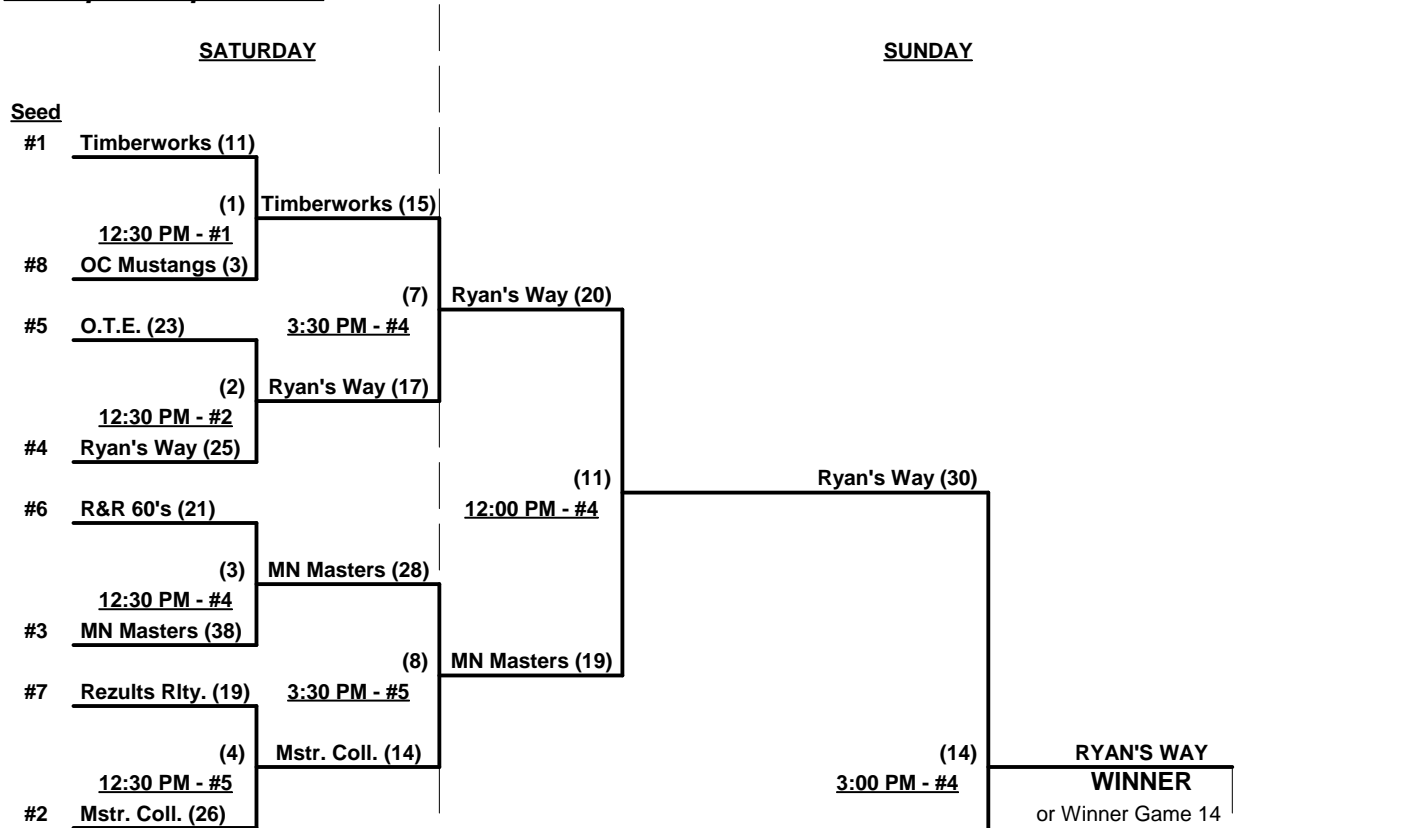 SATURDAY
SUNDAY
Seed
#1 Timberworks (11)
(1) Timberworks (15)
12:30 PM - #1
#8 OC Mustangs (3)
(7) Ryan's Way (20)
#5 O.T.E. (23) 3:30 PM - #4
(2) Ryan's Way (17)
12:30 PM - #2
#4 Ryan's Way (25)
(11) Ryan's Way (30)
#6 R&R 60's (21) 12:00 PM - #4
(3) MN Masters (28)
12:30 PM - #4
#3 MN Masters (38)
(8) MN Masters (19)
#7 Rezults Rlty. (19) 3:30 PM - #5
(4) Mstr. Coll. (14) (14) RYAN'S WAY
12:30 PM - #5 3:00 PM - #4 WINNER
#2 Mstr. Coll. (26) or Winner Game 14